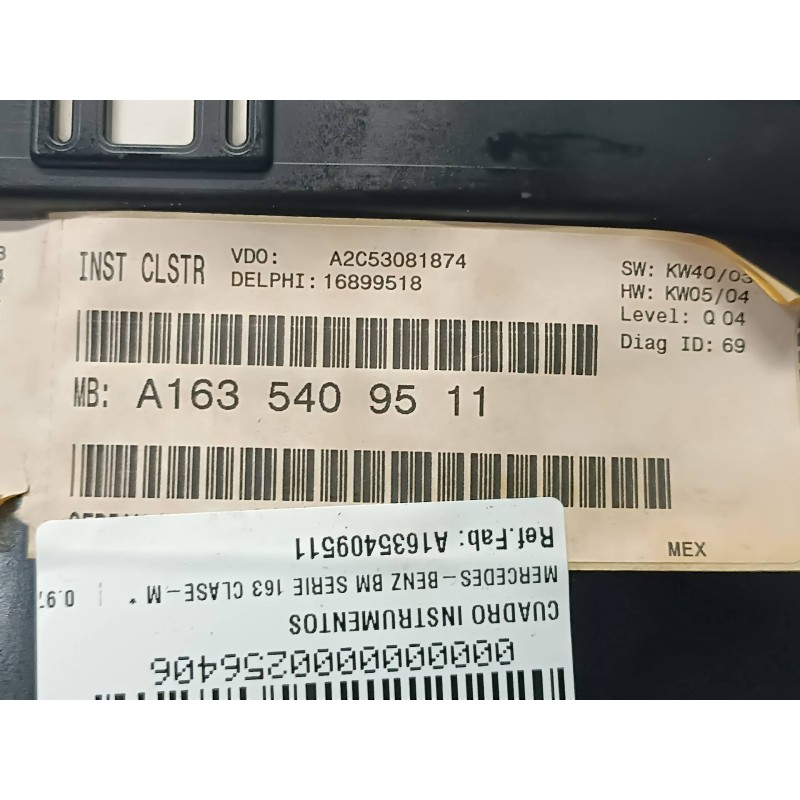 INST CLSTR
VDO: A2C53081874
DELPHI: 16899518
SW: KW40/03
HW: KW05/04
Level: Q 04
Diag ID: 69
MB: A163 540 95 11
MEX
0000000000256406
CUADRO INSTRUMENTOS
MERCEDES-BENZ BM SERIE 163 CLASE-M *
Ref.Fab: A1635409511